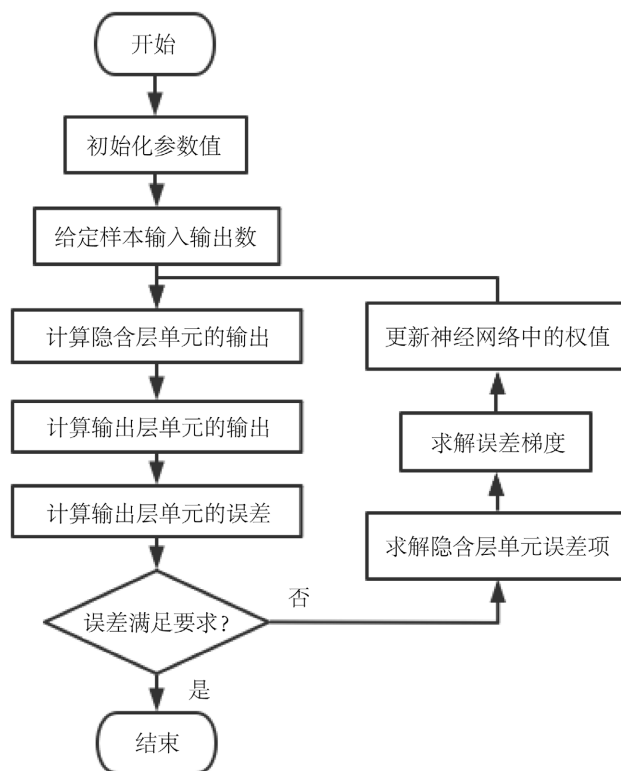 开始
初始化参数值
给定样本输入输出数
计算隐含层单元的输出
计算输出层单元的输出
计算输出层单元的误差
误差满足要求?
否
是
结束
更新神经网络中的权值
求解误差梯度
求解隐含层单元误差项